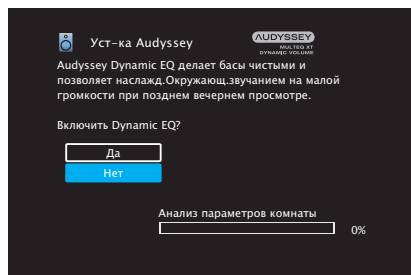 Уст-ка Audyssey
AUDYSSEY
MULTEQ XT
DYNAMIC VOLUME
Audyssey Dynamic EQ делает басы чистыми и
позволяет наслажд.Окружающ.звучанием на малой
громкости при позднем вечернем просмотре.
Включить Dynamic EQ?
Да
Нет
Анализ параметров комнаты
0%